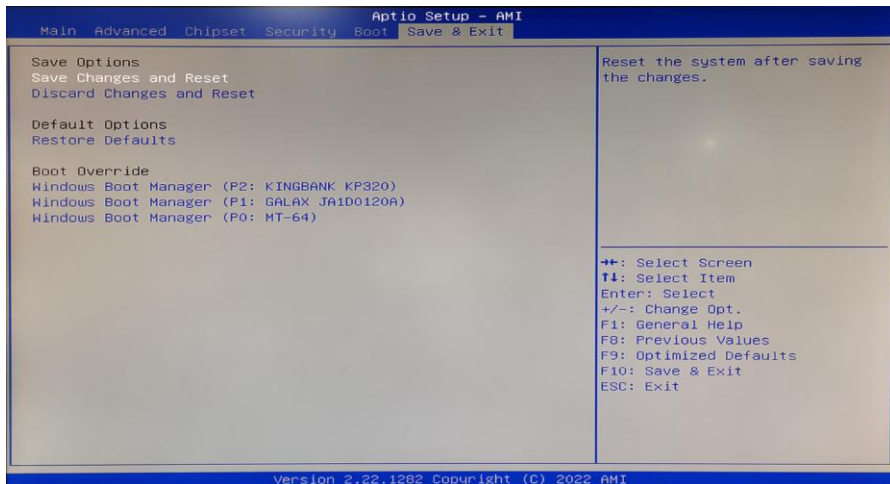 Aptio Setup – AMI
Main Advanced Chipset Security Boot Save & Exit
Save Options
Save Changes and Reset
Discard Changes and Reset
Default Options
Restore Defaults
Boot Override
Windows Boot Manager (P2: KINGBANK KP320)
Windows Boot Manager (P1: GALAX JA1D0120A)
Windows Boot Manager (P0: MT-64)
Reset the system after saving
the changes.
→←: Select Screen
↑↓: Select Item
Enter: Select
+/-: Change Opt.
F1: General Help
F8: Previous Values
F9: Optimized Defaults
F10: Save & Exit
ESC: Exit
Version 2.22.1282 Copyright (C) 2022 AMI